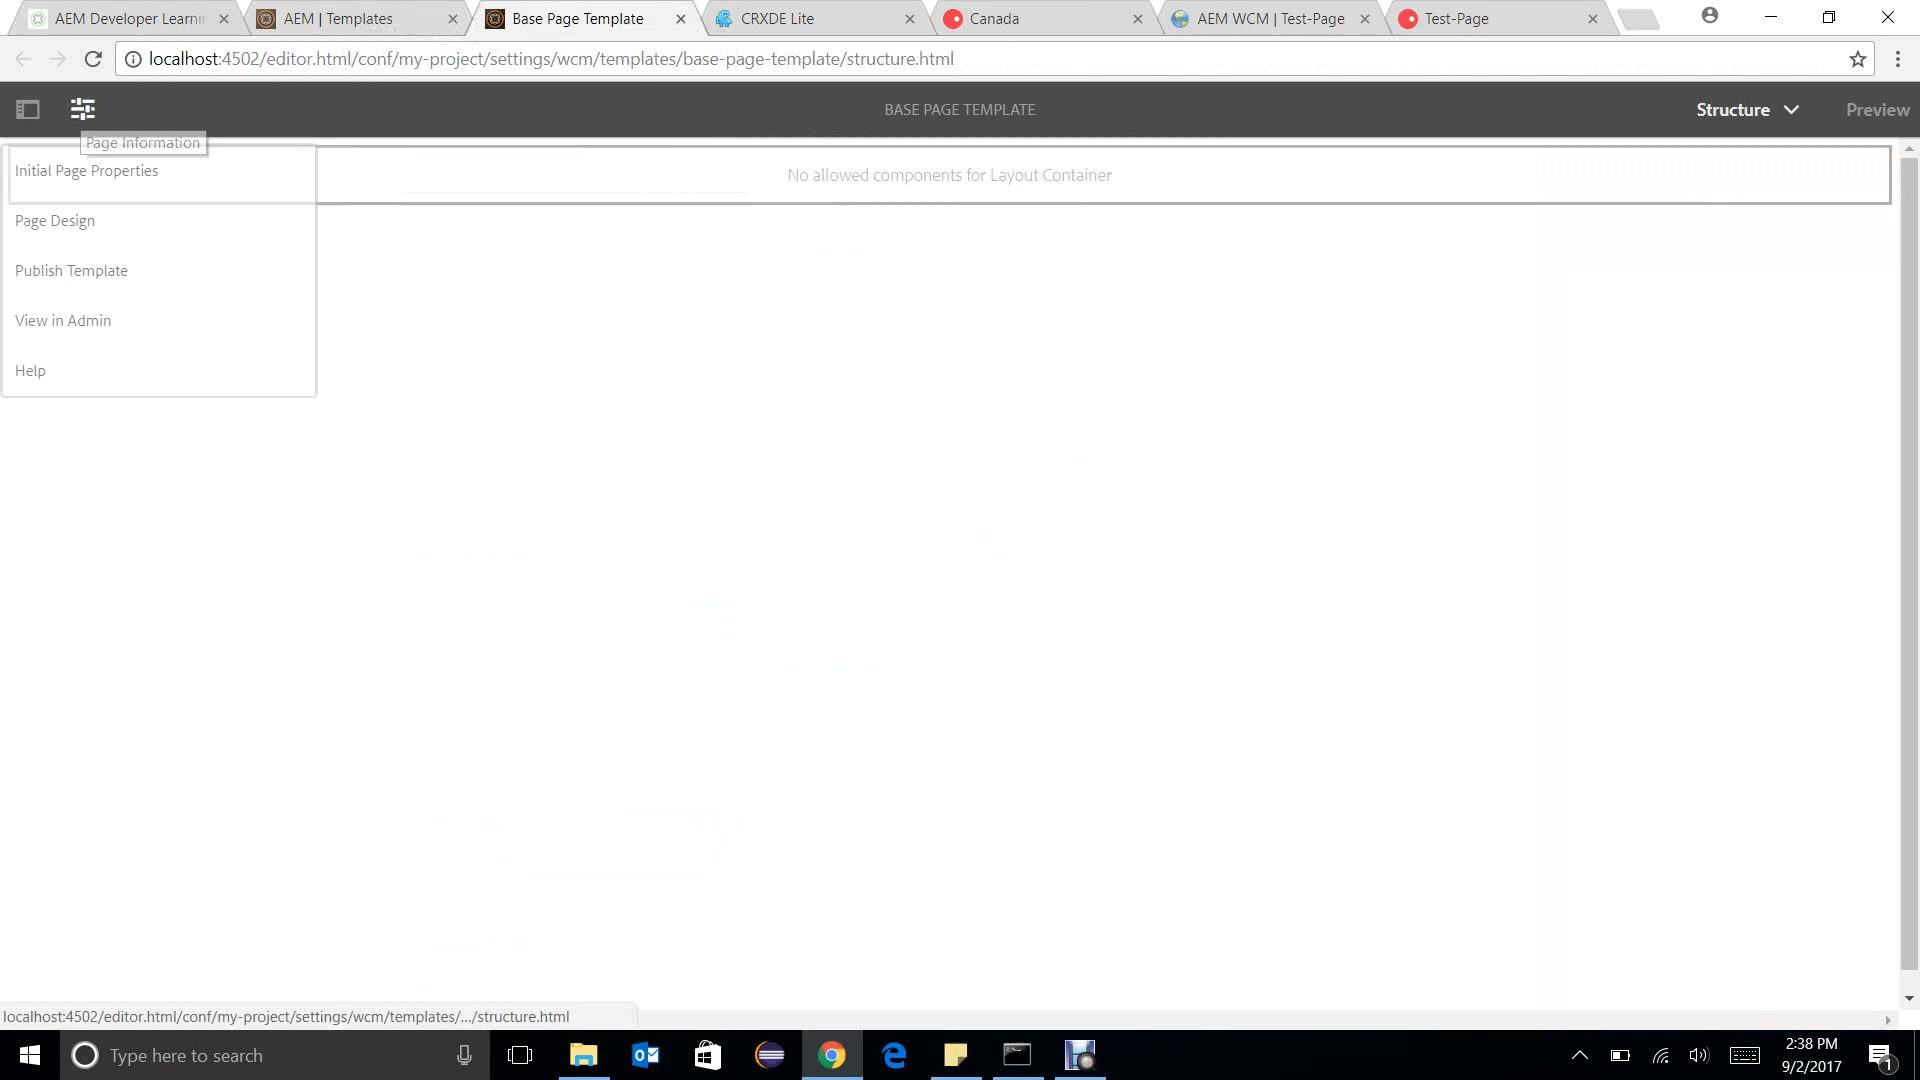 AEM Developer Learni
AEM | Templates
Base Page Template
CRXDE Lite
Canada
AEM WCM | Test-Page
Test-Page
localhost:4502/editor.html/conf/my-project/settings/wcm/templates/base-page-template/structure.html
BASE PAGE TEMPLATE
Structure
Preview
Page Information
Initial Page Properties
No allowed components for Layout Container
Page Design
Publish Template
View in Admin
Help
localhost:4502/editor.html/conf/my-project/settings/wcm/templates/.../structure.html
Type here to search
2:38 PM
9/2/2017
1